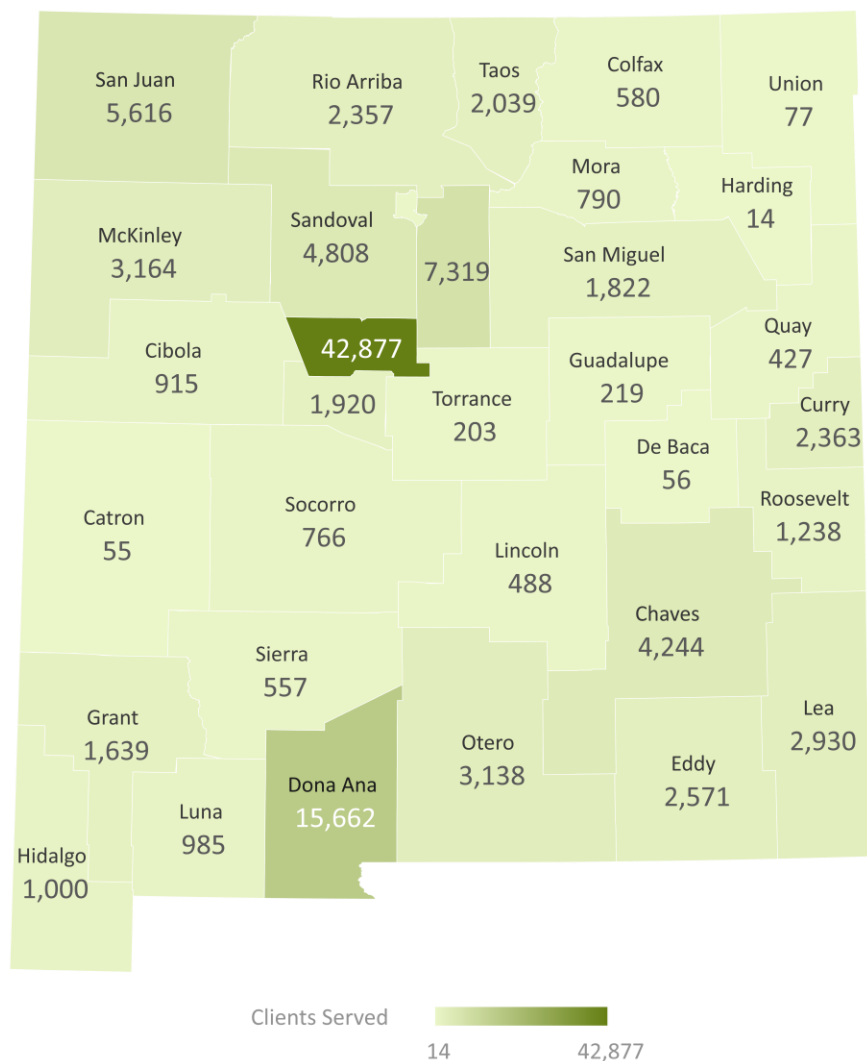 San Juan
5,616
Rio Arriba
2,357
Taos
2,039
Colfax
580
Union
77
Mora
790
Harding
14
McKinley
3,164
Sandoval
4,808
7,319
San Miguel
1,822
Cibola
915
42,877
1,920
Torrance
203
Guadalupe
219
Quay
427
Curry
2,363
De Baca
56
Roosevelt
1,238
Catron
55
Socorro
766
Lincoln
488
Chaves
4,244
Sierra
557
Grant
1,639
Lea
2,930
Otero
3,138
Eddy
2,571
Dona Ana
15,662
Luna
985
Hidalgo
1,000
Clients Served
14
42,877